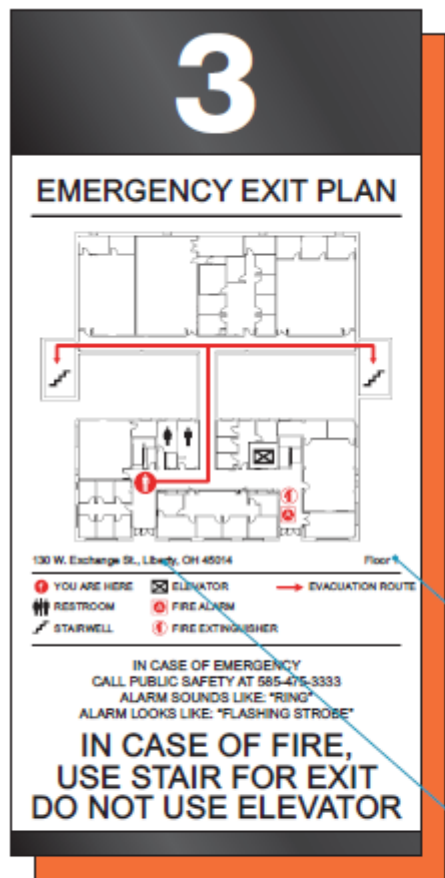 3
EMERGENCY EXIT PLAN
130 W. Exchange St., Liberty, OH 45014 Floor
YOU ARE HERE ELEVATOR EVACUATION ROUTE
RESTROOM FIRE ALARM
STAIRWELL FIRE EXTINGUISHER
IN CASE OF EMERGENCY
CALL PUBLIC SAFETY AT 585-475-3333
ALARM SOUNDS LIKE: "RING"
ALARM LOOKS LIKE: "FLASHING STROBE"
IN CASE OF FIRE,
USE STAIR FOR EXIT
DO NOT USE ELEVATOR